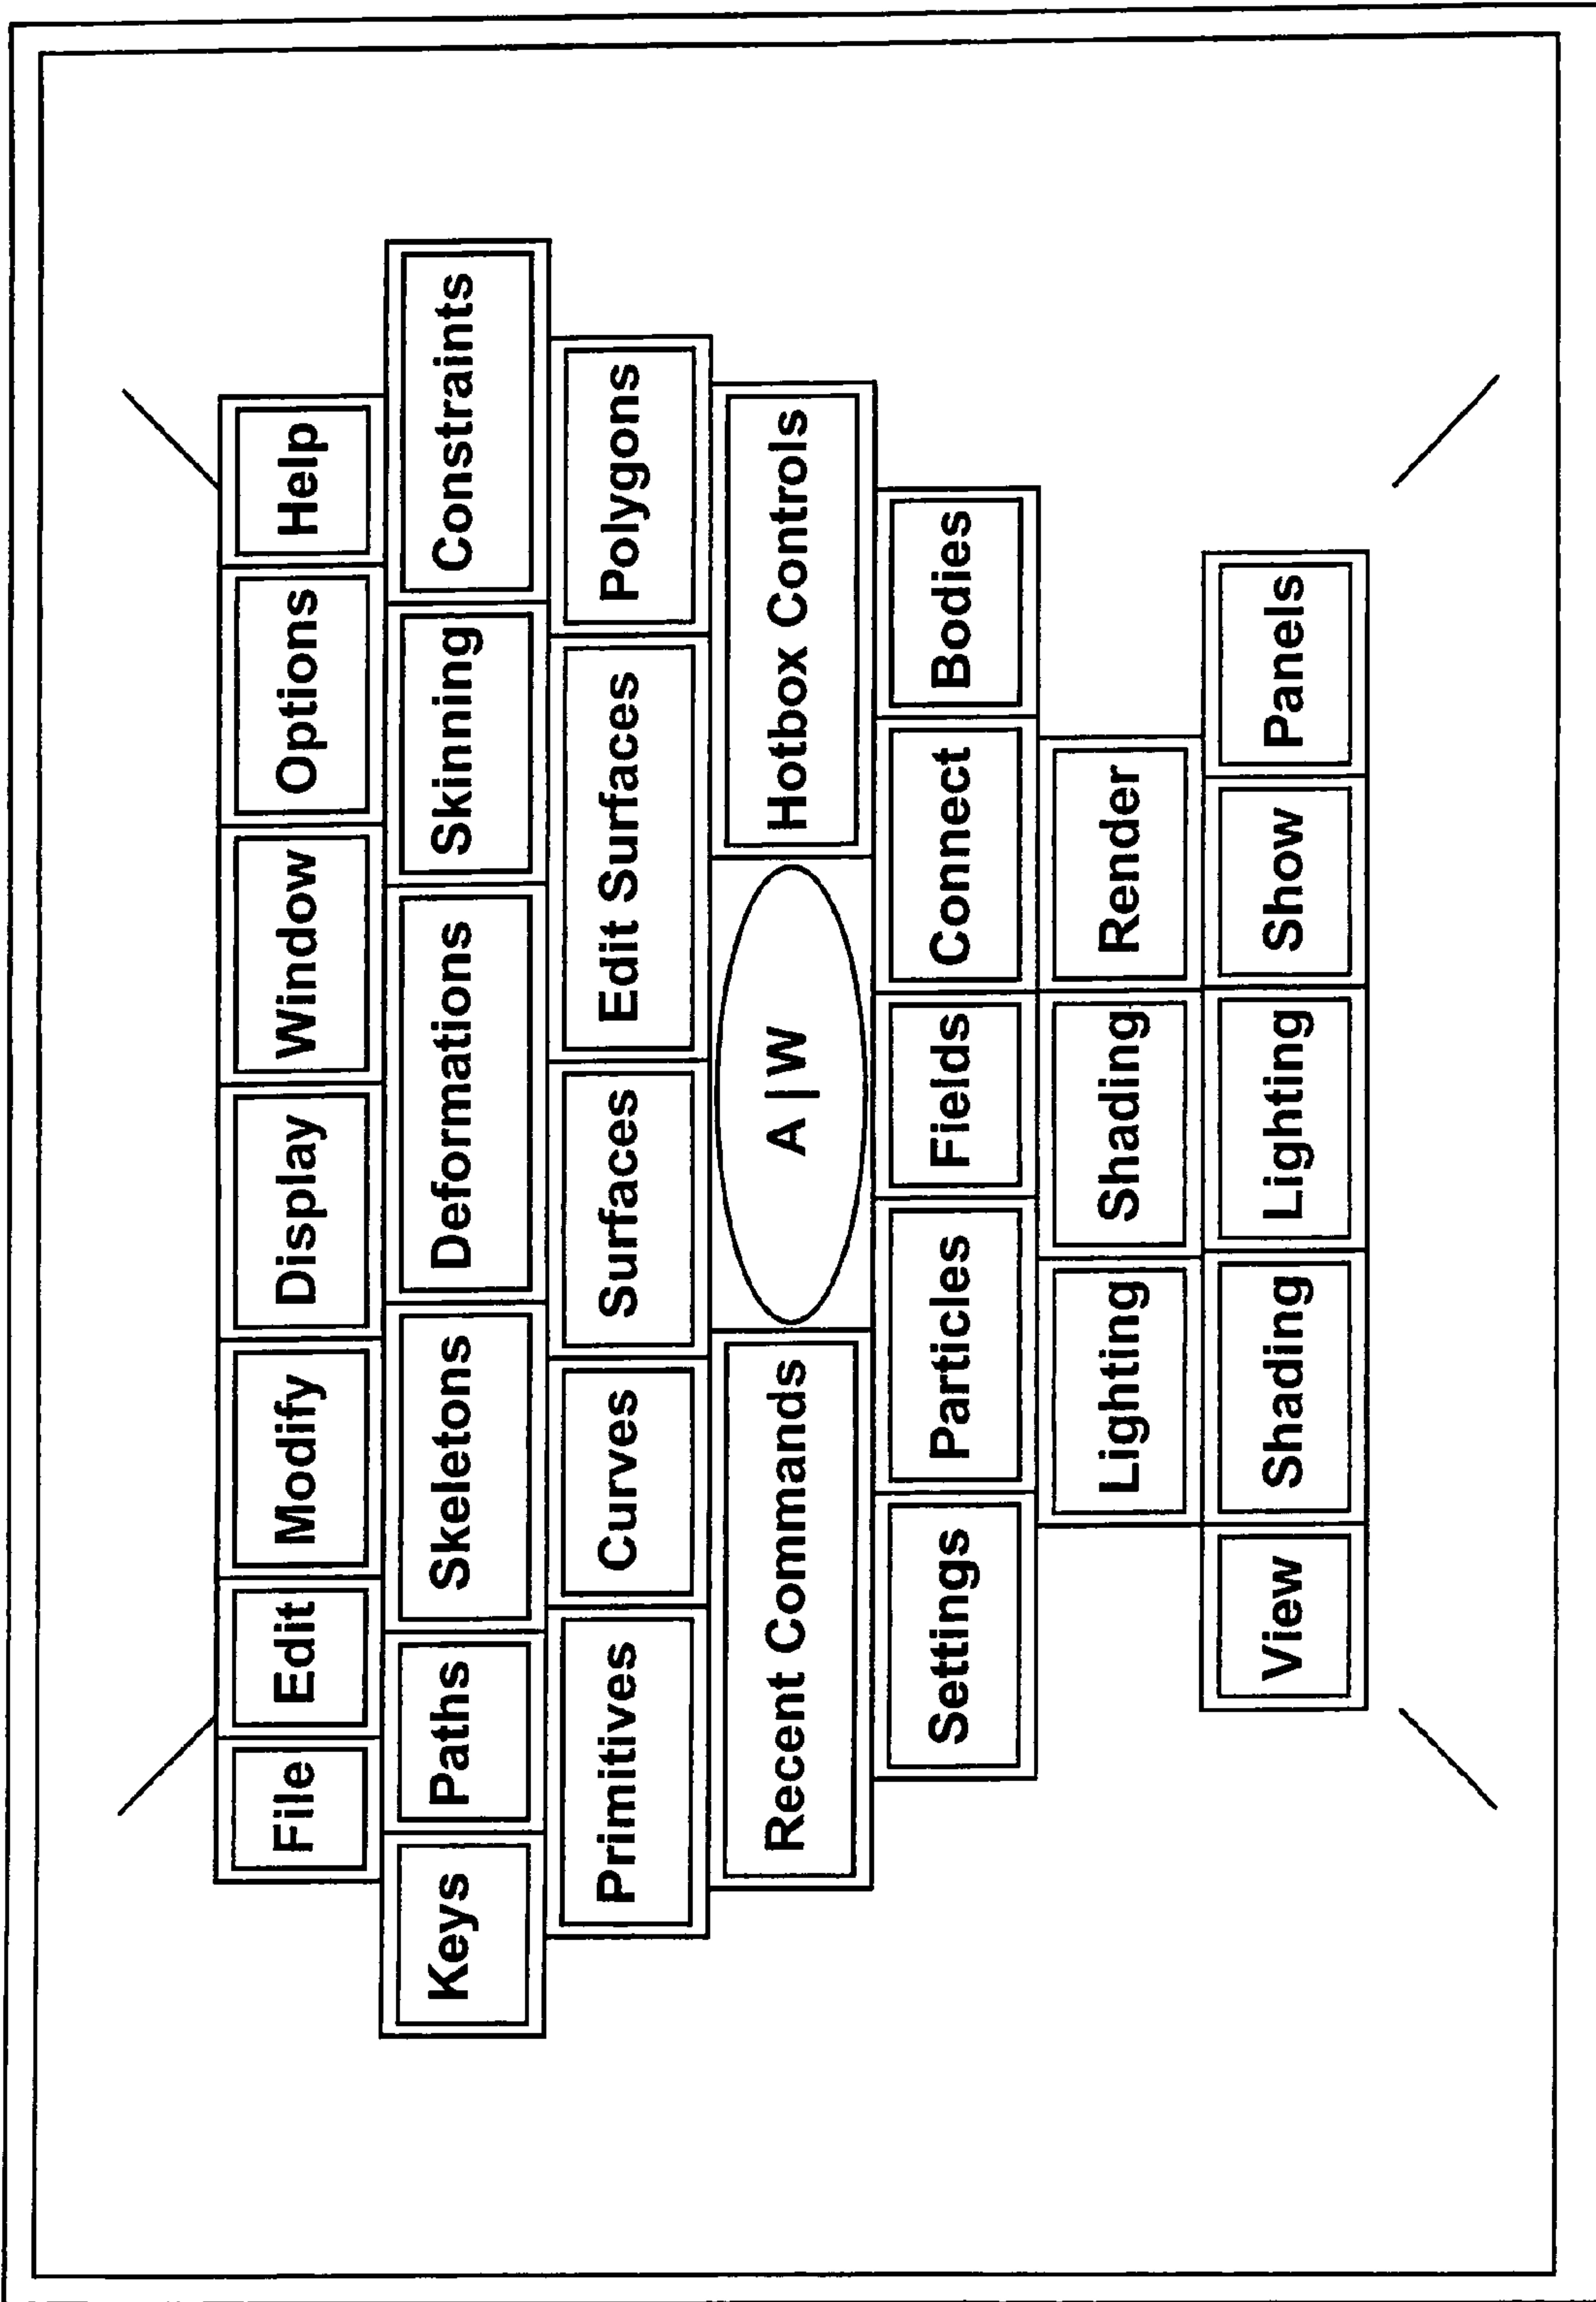 File Edit Modify Display Window Options Help
Keys Paths Skeletons Deformations Skinning Constraints
Primitives Curves Surfaces Edit Surfaces Polygons
Recent Commands A|W Hotbox Controls
Settings Particles Fields Connect Bodies
Lighting Shading Render
View Shading Lighting Show Panels